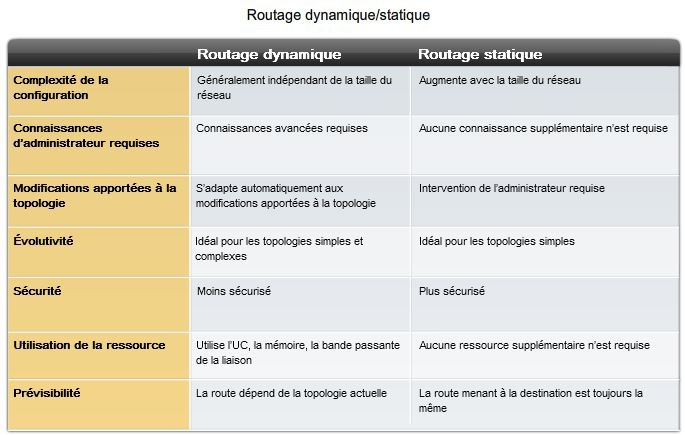 Routage dynamique/statique
Routage dynamique Routage statique
Complexité de la Généralement indépendant de la taille du Augmente avec la taille du réseau
configuration réseau
Connaissances Connaissances avancées requises Aucune connaissance supplémentaire n'est requise
d'administrateur requises
Modifications apportées à la S'adapte automatiquement aux Intervention de l'administrateur requise
topologie modifications apportées à la topologie
Évolutivité Idéal pour les topologies simples et Idéal pour les topologies simples
complexes
Sécurité Moins sécurisé Plus sécurisé
Utilisation de la ressource Utilise l'UC, la mémoire, la bande passante Aucune ressource supplémentaire n'est requise
de la liaison
Prévisibilité La route dépend de la topologie actuelle La route menant à la destination est toujours la
même